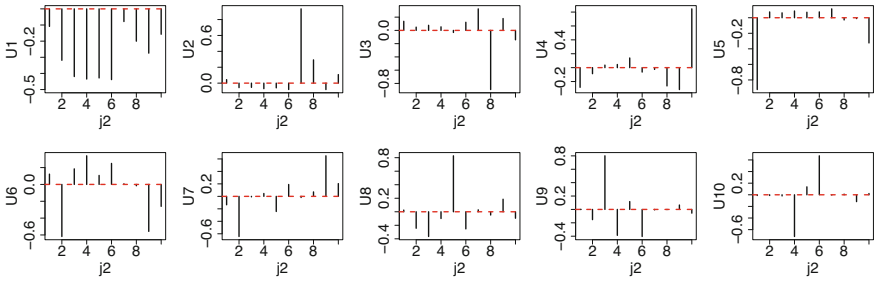 U1 -0.5 -0.2 2 4 6 8 j2
U2 0.0 0.6 2 4 6 8 j2
U3 -0.8 0.0 2 4 6 8 j2
U4 -0.2 0.4 2 4 6 8 j2
U5 -0.8 -0.2 2 4 6 8 j2
U6 -0.6 0.0 2 4 6 8 j2
U7 -0.6 0.2 2 4 6 8 j2
U8 -0.4 0.2 0.8 2 4 6 8 j2
U9 -0.4 0.2 0.8 2 4 6 8 j2
U10 -0.6 0.2 2 4 6 8 j2